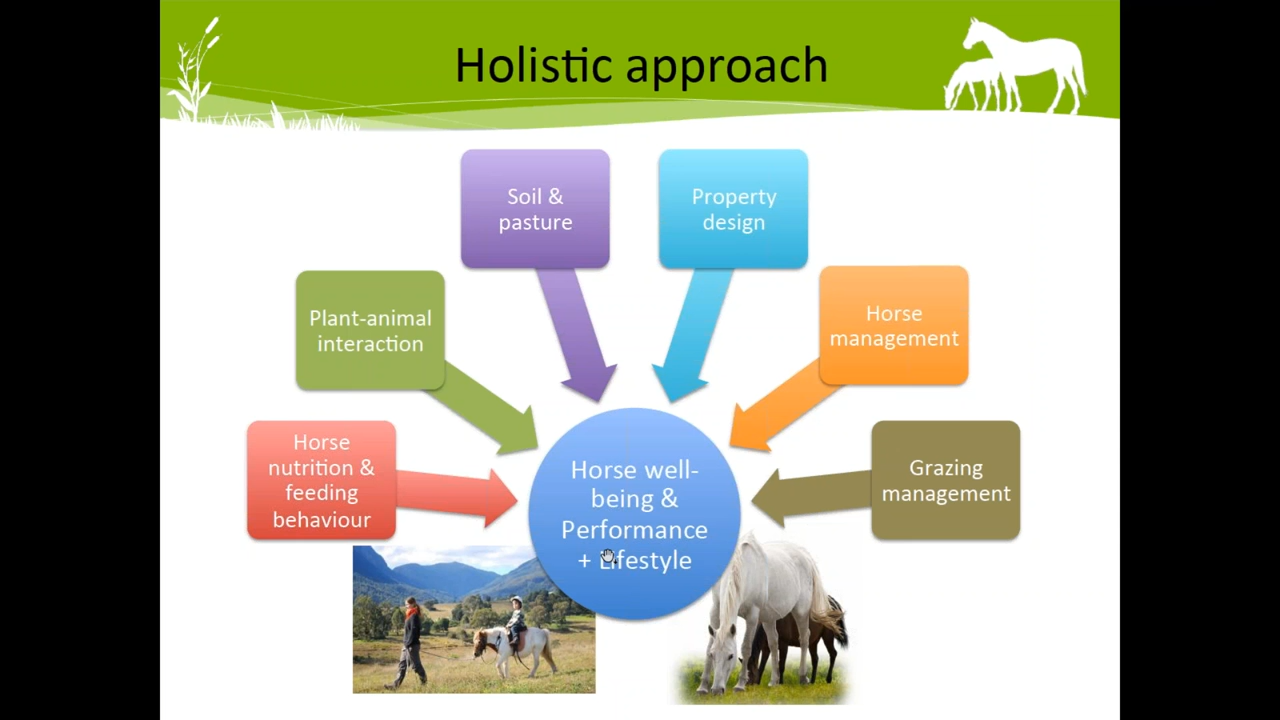 Holistic approach
Soil &
pasture
Property
design
Plant-animal
interaction
Horse
management
Horse
nutrition &
feeding
behaviour
Horse well-
being &
Performance
+ Lifestyle
Grazing
management